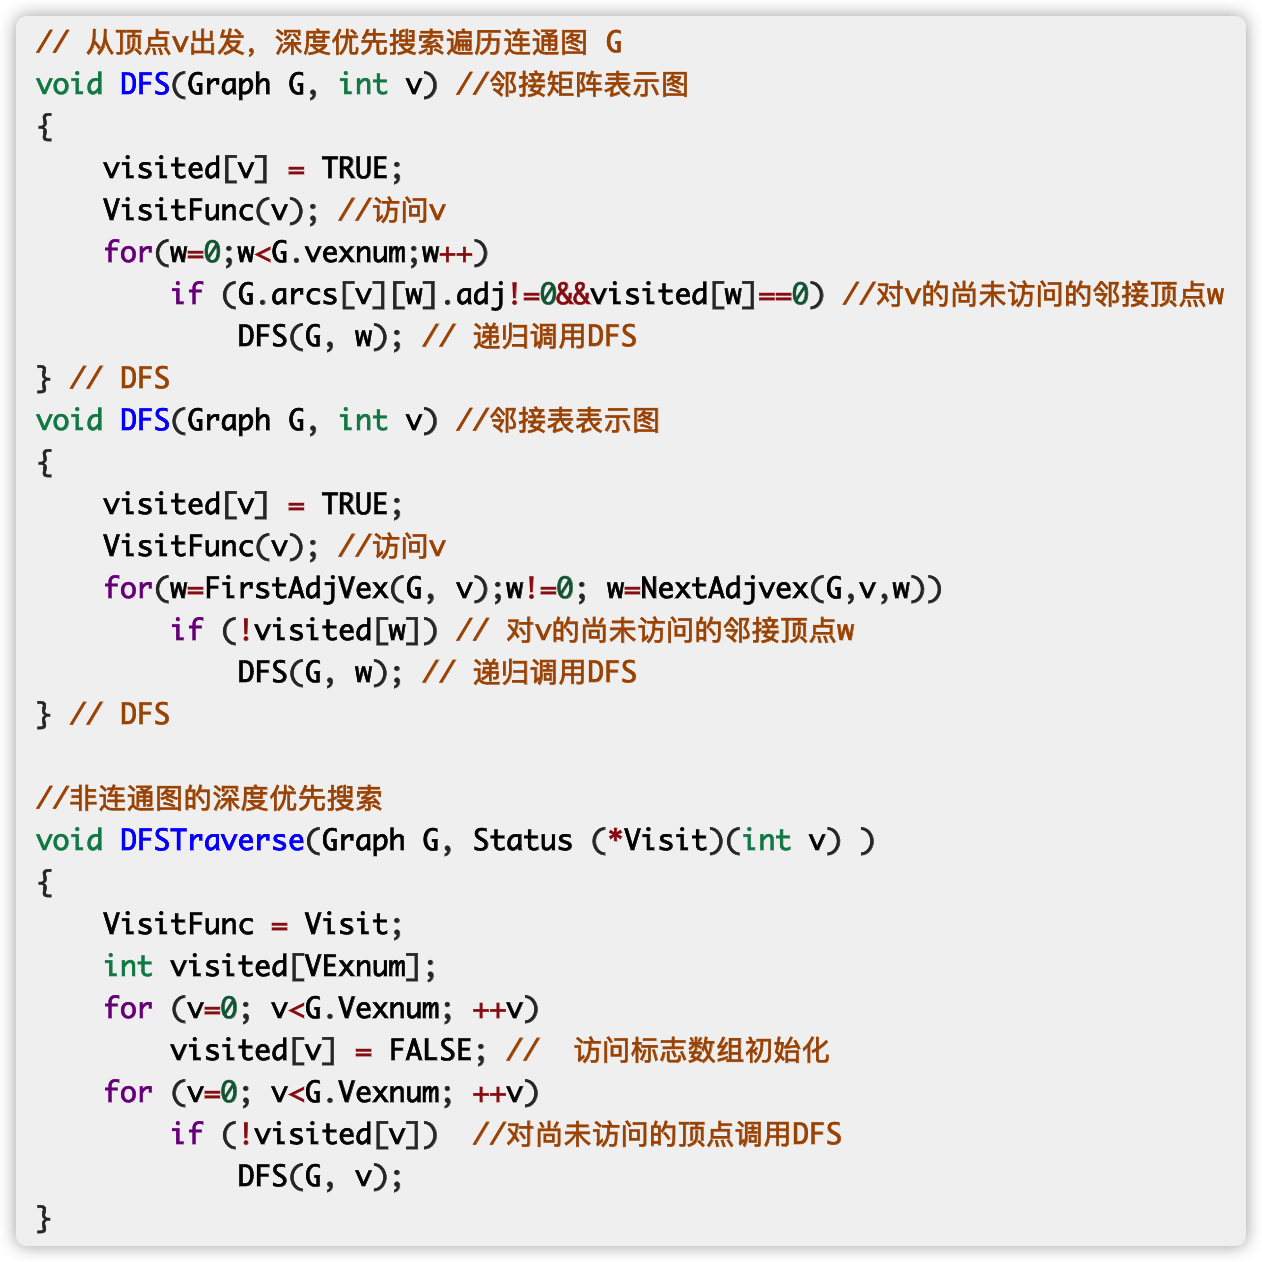 // 从顶点v出发，深度优先搜索遍历连通图 G
void DFS(Graph G, int v) //邻接矩阵表示图
{
    visited[v] = TRUE;
    VisitFunc(v); //访问v
    for(w=0;w<G.vexnum;w++)
        if (G.arcs[v][w].adj!=0&&visited[w]==0) //对v的尚未访问的邻接顶点w
            DFS(G, w); // 递归调用DFS
} // DFS
void DFS(Graph G, int v) //邻接表表示图
{
    visited[v] = TRUE;
    VisitFunc(v); //访问v
    for(w=FirstAdjVex(G, v);w!=0; w=NextAdjvex(G,v,w))
        if (!visited[w]) // 对v的尚未访问的邻接顶点w
            DFS(G, w); // 递归调用DFS
} // DFS

//非连通图的深度优先搜索
void DFSTraverse(Graph G, Status (*Visit)(int v) )
{
    VisitFunc = Visit;
    int visited[VExnum];
    for (v=0; v<G.Vexnum; ++v)
        visited[v] = FALSE; //  访问标志数组初始化
    for (v=0; v<G.Vexnum; ++v)
        if (!visited[v])  //对尚未访问的顶点调用DFS
            DFS(G, v);
}